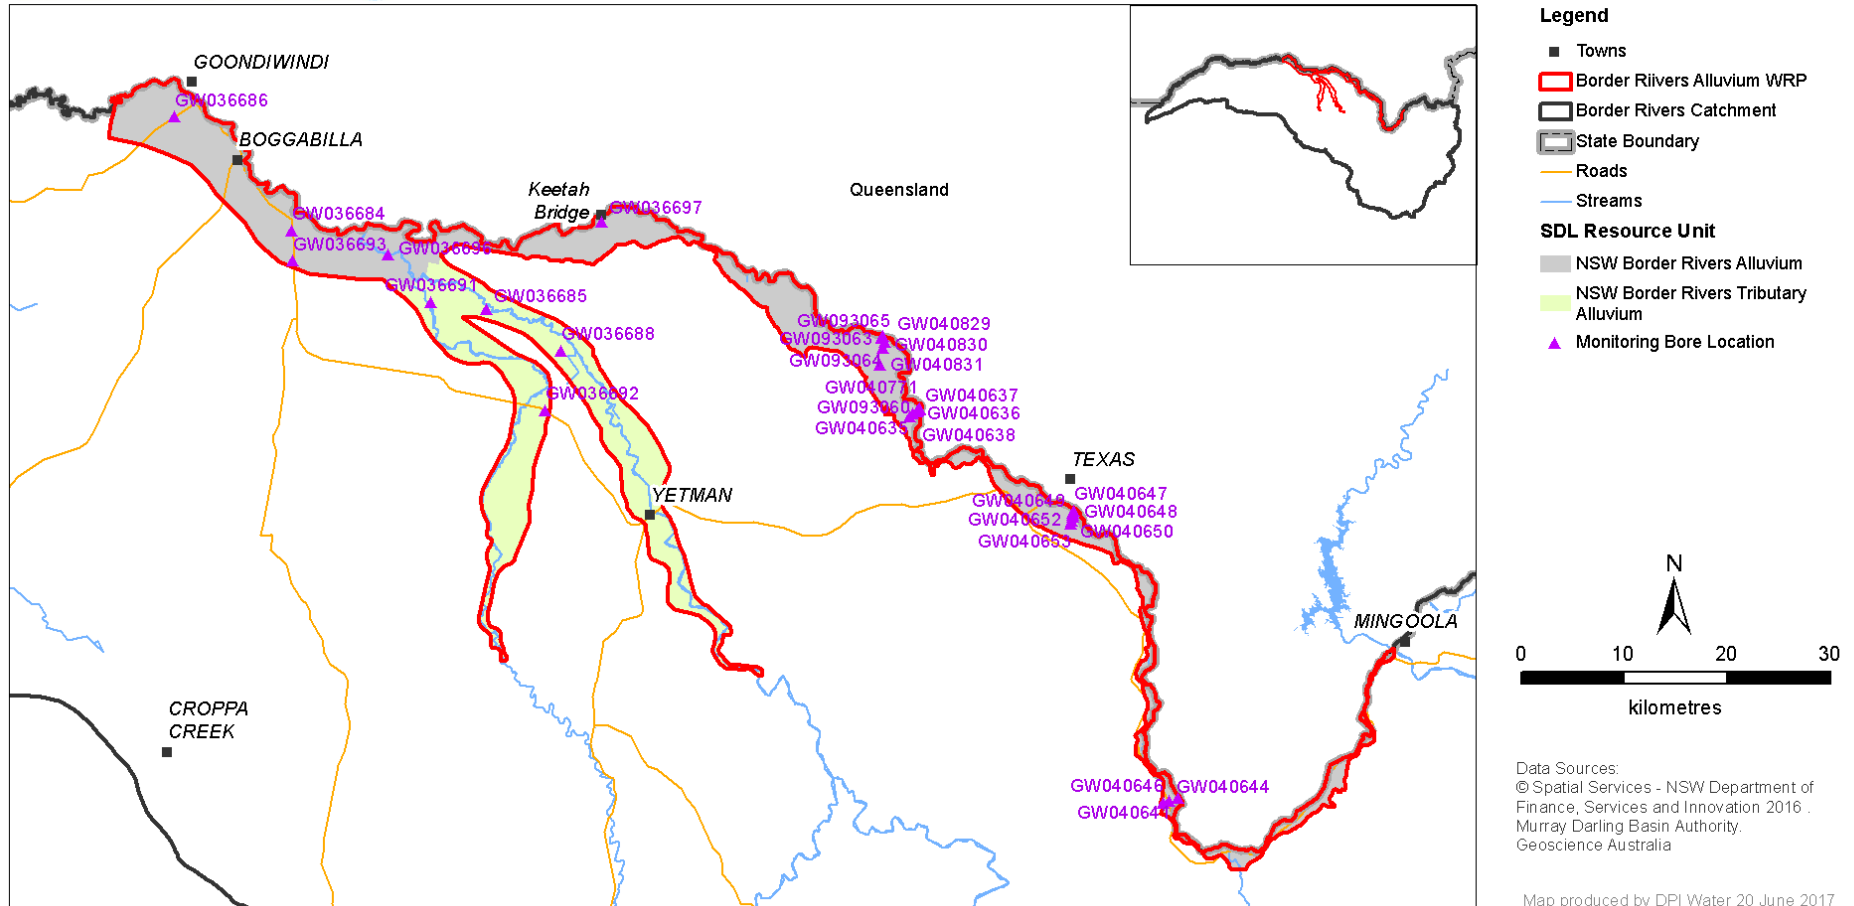 GOONDIWINDI
GW036686
BOGGABILLA
Keetah
Bridge
GW036697
Queensland
GW036684
GW036693
GW036691
GW036685
GW036688
GW036692
GW093065
GW040829
GW093063
GW040830
GW093064
GW040831
GW040771
GW040637
GW040636
GW040638
TEXAS
GW040647
GW040648
GW040652
GW040650
GW040653
YETMAN
MINGOOLA
CROPPA
CREEK
GW040646
GW040644
Legend
Towns
Border Riivers Alluvium WRP
Border Rivers Catchment
State Boundary
Roads
Streams
SDL Resource Unit
NSW Border Rivers Alluvium
NSW Border Rivers Tributary
Alluvium
Monitoring Bore Location
N
0 10 20 30
kilometres
Data Sources:
© Spatial Services - NSW Department of
Finance, Services and Innovation 2016 .
Murray Darling Basin Authority.
Geoscience Australia
Map produced by DPI Water 20 June 2017